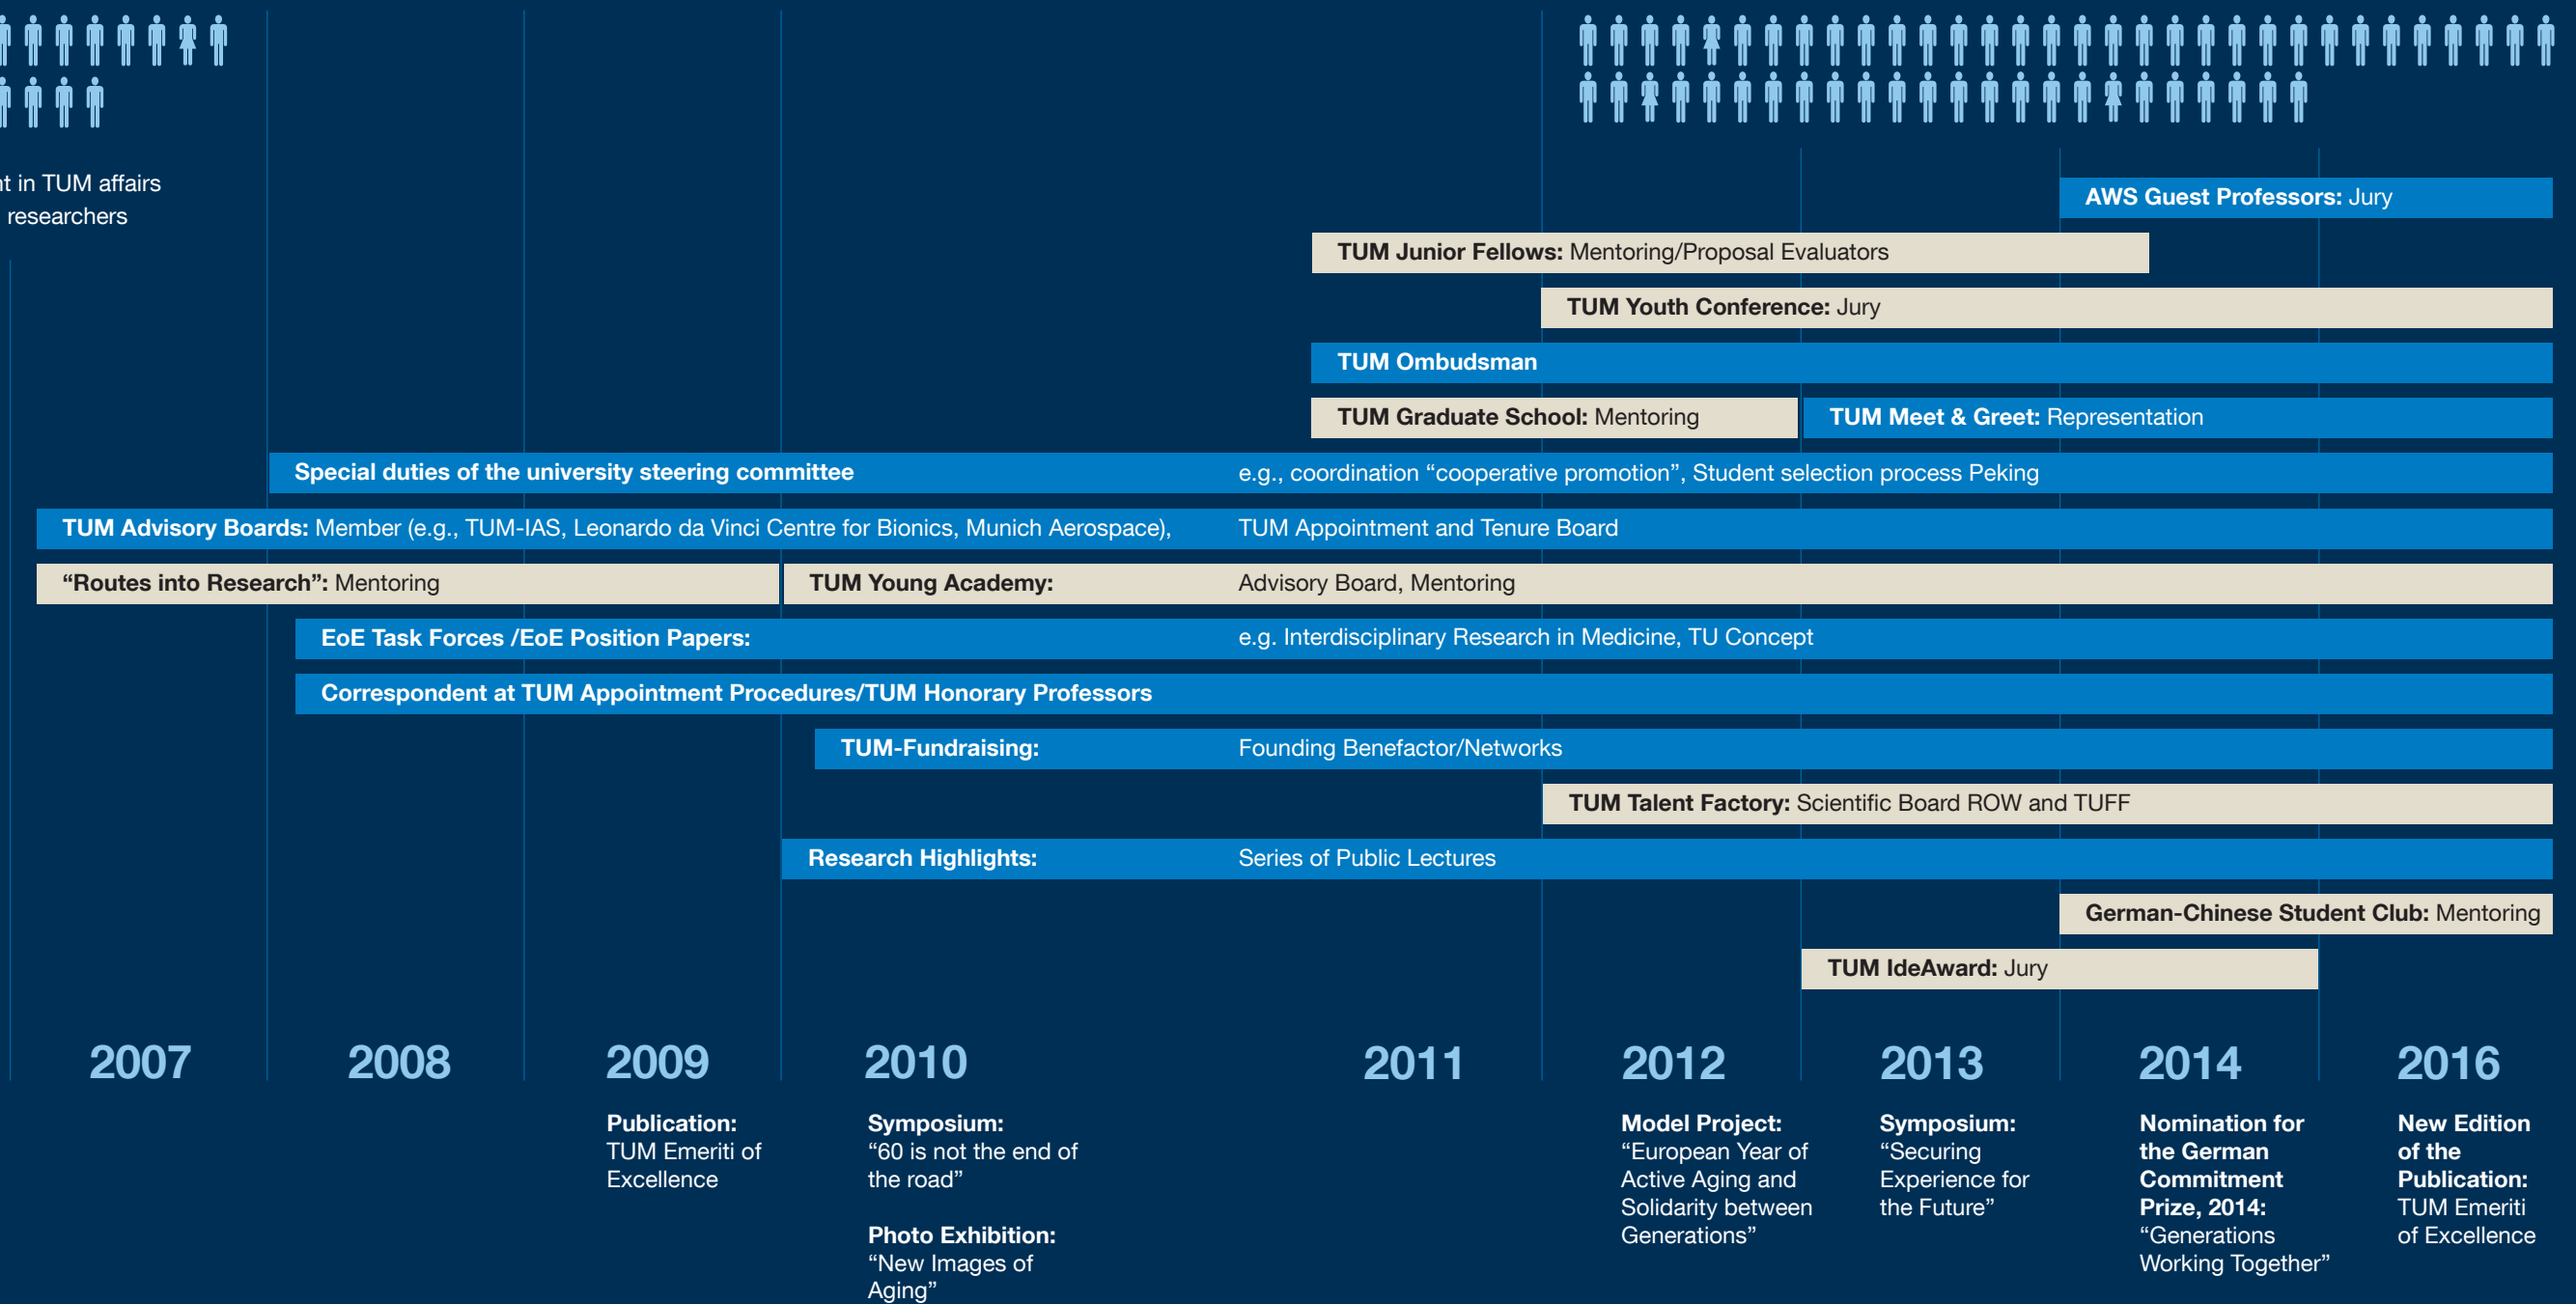 nt in TUM affairs
researchers
AWS Guest Professors: Jury
TUM Junior Fellows: Mentoring/Proposal Evaluators
TUM Youth Conference: Jury
TUM Ombudsman
TUM Graduate School: Mentoring
TUM Meet & Greet: Representation
Special duties of the university steering committee e.g., coordination “cooperative promotion”, Student selection process Peking
TUM Advisory Boards: Member (e.g., TUM-IAS, Leonardo da Vinci Centre for Bionics, Munich Aerospace), TUM Appointment and Tenure Board
“Routes into Research”: Mentoring
TUM Young Academy: Advisory Board, Mentoring
EoE Task Forces /EoE Position Papers: e.g. Interdisciplinary Research in Medicine, TU Concept
Correspondent at TUM Appointment Procedures/TUM Honorary Professors
TUM-Fundraising: Founding Benefactor/Networks
TUM Talent Factory: Scientific Board ROW and TUFF
Research Highlights: Series of Public Lectures
German-Chinese Student Club: Mentoring
TUM IdeAward: Jury
2007
2008
2009
2010
2011
2012
2013
2014
2016
Publication:
TUM Emeriti of
Excellence
Symposium:
“60 is not the end of
the road”
Photo Exhibition:
“New Images of
Aging”
Model Project:
“European Year of
Active Aging and
Solidarity between
Generations”
Symposium:
“Securing
Experience for
the Future”
Nomination for
the German
Commitment
Prize, 2014:
“Generations
Working Together”
New Edition
of the
Publication:
TUM Emeriti
of Excellence